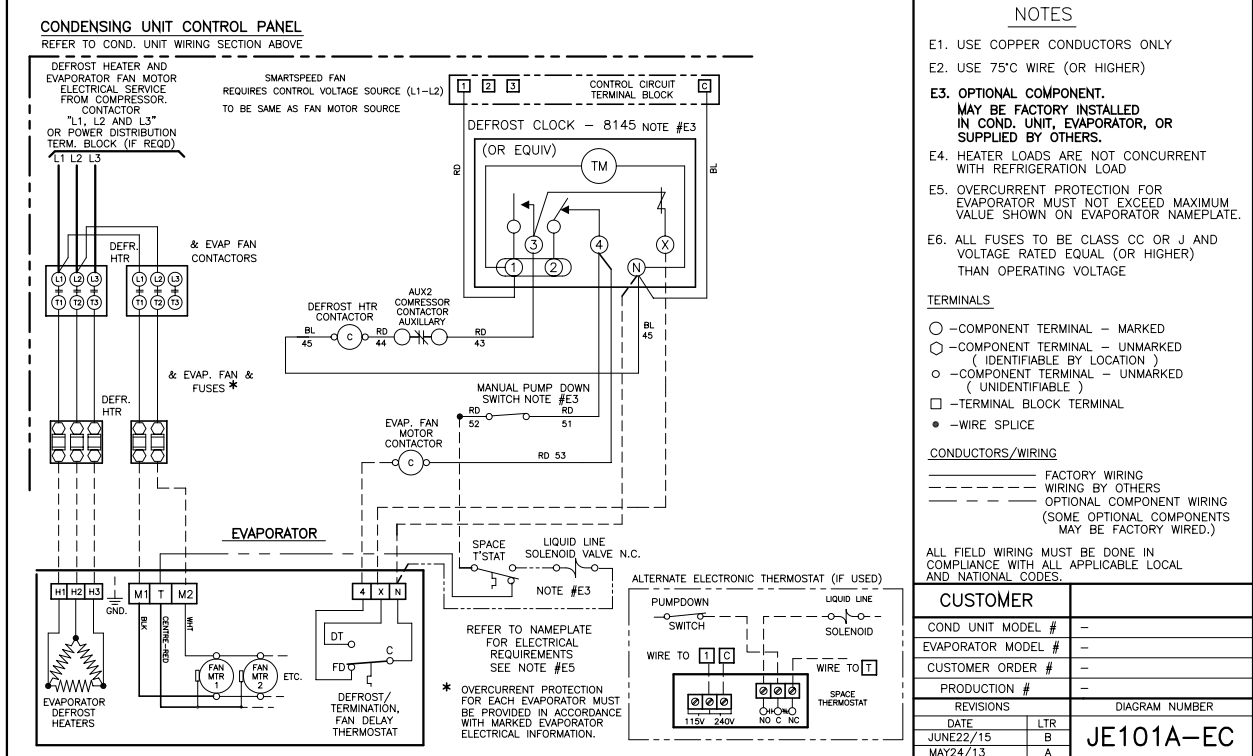 CONDENSING UNIT CONTROL PANEL
REFER TO COND. UNIT WIRING SECTION ABOVE
DEFROST HEATER AND
EVAPORATOR FAN MOTOR
ELECTRICAL SERVICE
FROM COMPRESSOR.
CONTACTOR
"L1, L2 AND L3"
OR POWER DISTRIBUTION
TERM. BLOCK (IF REQD)
L1 L2 L3
SMARTSPEED FAN
REQUIRES CONTROL VOLTAGE SOURCE (L1-L2)
TO BE SAME AS FAN MOTOR SOURCE
1 2 3
CONTROL CIRCUIT
TERMINAL BLOCK
C
DEFROST CLOCK - 8145 NOTE #E3
(OR EQUIV)
TM
RD
BL
3
4
X
1
2
N
DEFR.
HTR
& EVAP FAN
CONTACTORS
L1 L2 L3
L1 L2 L3
T1 T2 T3
T1 T2 T3
DEFROST HTR
CONTACTOR
AUX2
COMRESSOR
CONTACTOR
AUXILLARY
BL
45
C
RD
44
RD
43
BL
45
& EVAP. FAN &
FUSES *
DEFR.
HTR
MANUAL PUMP DOWN
SWITCH NOTE #E3
RD
52
RD
51
EVAP. FAN
MOTOR
CONTACTOR
C
RD 53
EVAPORATOR
SPACE
T'STAT
LIQUID LINE
SOLENOID VALVE N.C.
NOTE #E3
H1 H2 H3
GND.
M1 T M2
4 X N
BLK
CENTRE-RED
WHT
FAN
MTR
1
FAN
MTR
2
ETC.
EVAPORATOR
DEFROST
HEATERS
DT
C
FD
DEFROST/
TERMINATION,
FAN DELAY
THERMOSTAT
REFER TO NAMEPLATE
FOR ELECTRICAL
REQUIREMENTS
SEE NOTE #E5
* OVERCURRENT PROTECTION
FOR EACH EVAPORATOR MUST
BE PROVIDED IN ACCORDANCE
WITH MARKED EVAPORATOR
ELECTRICAL INFORMATION.
ALTERNATE ELECTRONIC THERMOSTAT (IF USED)
PUMPDOWN
SWITCH
LIQUID LINE
SOLENOID
WIRE TO 1 C
WIRE TO T
SPACE
THERMOSTAT
115V 240V
NO C NC
NOTES
E1. USE COPPER CONDUCTORS ONLY
E2. USE 75°C WIRE (OR HIGHER)
E3. OPTIONAL COMPONENT.
MAY BE FACTORY INSTALLED
IN COND. UNIT, EVAPORATOR, OR
SUPPLIED BY OTHERS.
E4. HEATER LOADS ARE NOT CONCURRENT
WITH REFRIGERATION LOAD
E5. OVERCURRENT PROTECTION FOR
EVAPORATOR MUST NOT EXCEED MAXIMUM
VALUE SHOWN ON EVAPORATOR NAMEPLATE.
E6. ALL FUSES TO BE CLASS CC OR J AND
VOLTAGE RATED EQUAL (OR HIGHER)
THAN OPERATING VOLTAGE
TERMINALS
-COMPONENT TERMINAL - MARKED
-COMPONENT TERMINAL - UNMARKED
( IDENTIFIABLE BY LOCATION )
-COMPONENT TERMINAL - UNMARKED
( UNIDENTIFIABLE )
-TERMINAL BLOCK TERMINAL
-WIRE SPLICE
CONDUCTORS/WIRING
FACTORY WIRING
WIRING BY OTHERS
OPTIONAL COMPONENT WIRING
(SOME OPTIONAL COMPONENTS
MAY BE FACTORY WIRED.)
ALL FIELD WIRING MUST BE DONE IN
COMPLIANCE WITH ALL APPLICABLE LOCAL
AND NATIONAL CODES.
CUSTOMER
COND UNIT MODEL # -
EVAPORATOR MODEL # -
CUSTOMER ORDER # -
PRODUCTION # -
REVISIONS
DIAGRAM NUMBER
DATE LTR
JUNE22/15 B
MAY24/13 A
JE101A-EC